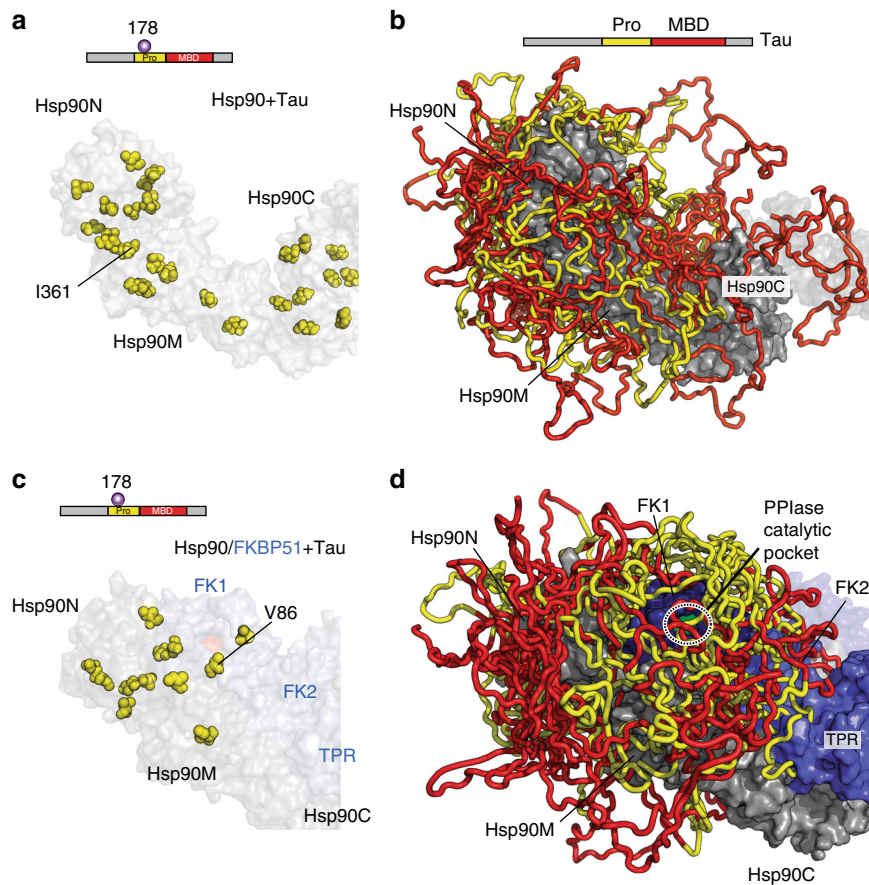 a
178
Pro MBD
Hsp90N
Hsp90+Tau
Hsp90C
I361
Hsp90M
b
Pro MBD
Tau
Hsp90N
Hsp90C
Hsp90M
c
178
Pro MBD
Hsp90/FKBP51+Tau
FK1
Hsp90N
V86
FK2
TPR
Hsp90M
Hsp90C
d
FK1
PPIase
catalytic
pocket
Hsp90N
FK2
TPR
Hsp90M
Hsp90C